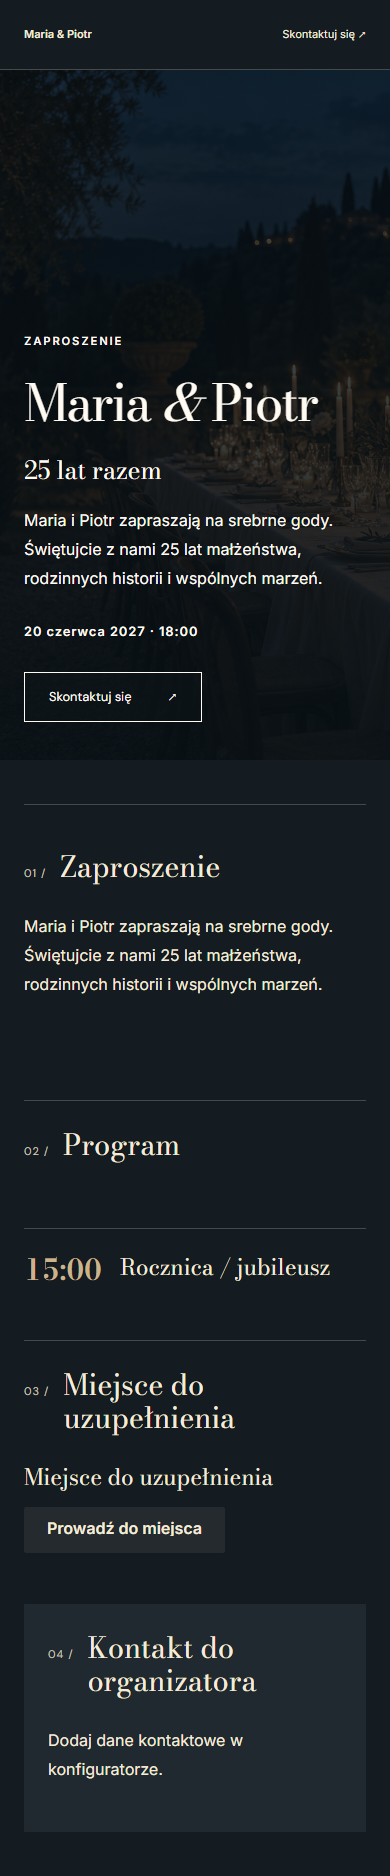 Maria & Piotr
Skontaktuj się ↗
ZAPROSZENIE
Maria & Piotr
25 lat razem
Maria i Piotr zapraszają na srebrne gody.
Świętujcie z nami 25 lat małżeństwa,
rodzinnych historii i wspólnych marzeń.
20 czerwca 2027 · 18:00
Skontaktuj się ↗
01 / Zaproszenie
Maria i Piotr zapraszają na srebrne gody.
Świętujcie z nami 25 lat małżeństwa,
rodzinnych historii i wspólnych marzeń.
02 / Program
15:00 Rocznica / jubileusz
03 / Miejsce do
uzupełnienia
Miejsce do uzupełnienia
Prowadź do miejsca
04 / Kontakt do
organizatora
Dodaj dane kontaktowe w
konfiguratorze.